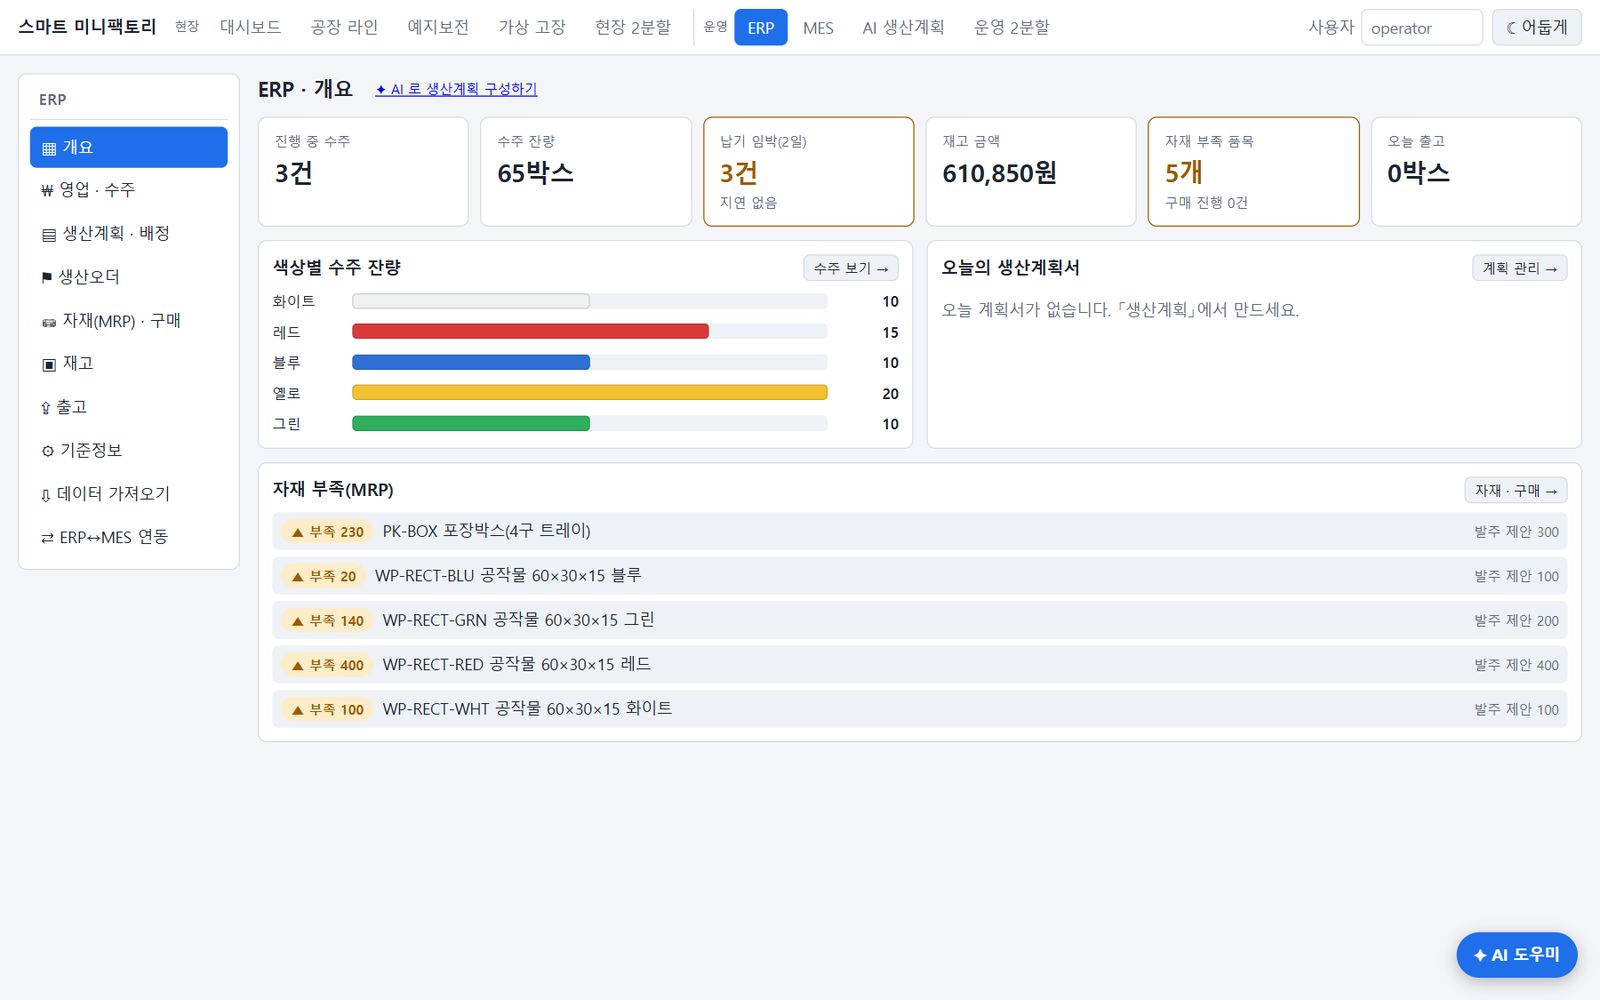 스마트 미니팩토리 현장 대시보드 공장 라인 예지보전 가상 고장 현장 2분할 운영 ERP MES AI 생산계획 운영 2분할 사용자 operator ☾ 어둡게
ERP
▦ 개요
₩ 영업 · 수주
▤ 생산계획 · 배정
⚑ 생산오더
자재(MRP) · 구매
▣ 재고
⇪ 출고
⚙ 기준정보
⇩ 데이터 가져오기
⇄ ERP↔MES 연동
ERP · 개요 ✦ AI 로 생산계획 구성하기
진행 중 수주
3건
수주 잔량
65박스
납기 임박(2일)
3건
지연 없음
재고 금액
610,850원
자재 부족 품목
5개
구매 진행 0건
오늘 출고
0박스
색상별 수주 잔량 수주 보기 →
화이트 10
레드 15
블루 10
옐로 20
그린 10
오늘의 생산계획서 계획 관리 →
오늘 계획서가 없습니다. 「생산계획」에서 만드세요.
자재 부족(MRP) 자재 · 구매 →
▲ 부족 230 PK-BOX 포장박스(4구 트레이) 발주 제안 300
▲ 부족 20 WP-RECT-BLU 공작물 60×30×15 블루 발주 제안 100
▲ 부족 140 WP-RECT-GRN 공작물 60×30×15 그린 발주 제안 200
▲ 부족 400 WP-RECT-RED 공작물 60×30×15 레드 발주 제안 400
▲ 부족 100 WP-RECT-WHT 공작물 60×30×15 화이트 발주 제안 100
✦ AI 도우미